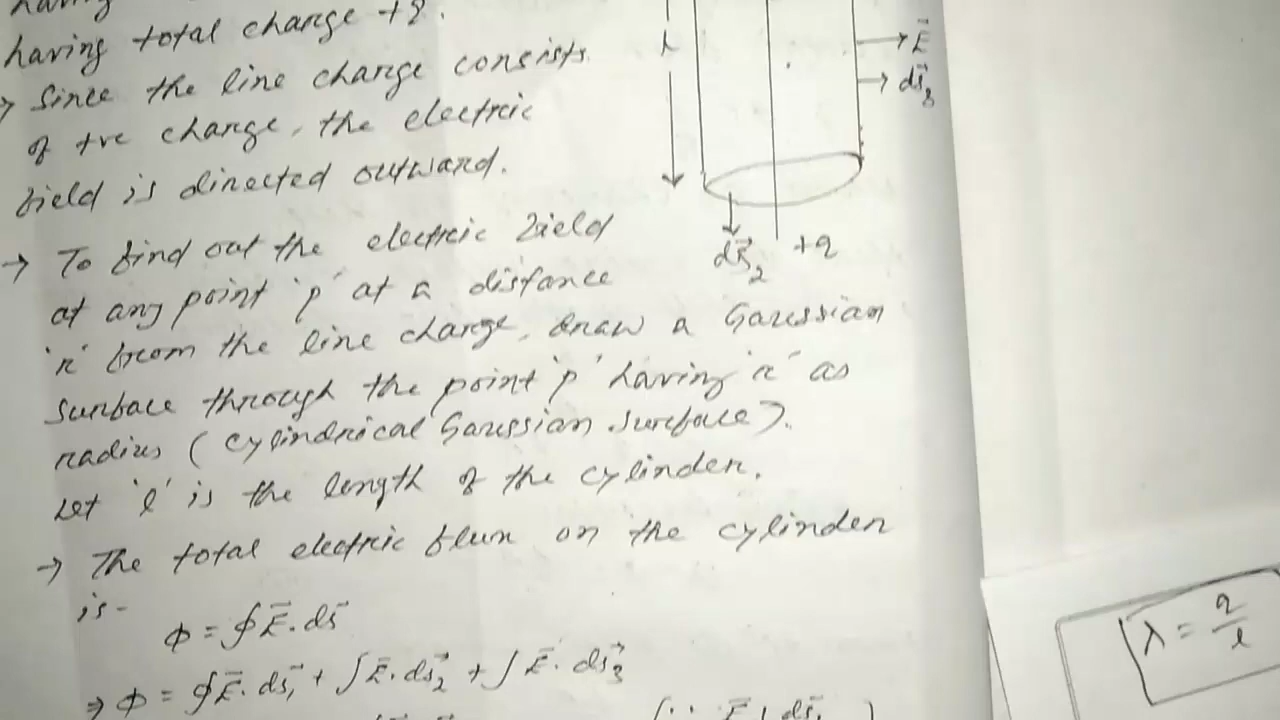 having
having total charge +q.
→ Since the line charge consists
of +ve charge, the electric
field is directed outward.
→ To find out the electric field
at any point 'p' at a distance
'r' from the line charge, draw a Gaussian
surface through the point 'p' having 'r' as
radius (cylindrical Gaussian surface).
Let 'l' is the length of the cylinder.
→ The total electric flux on the cylinder
is-
Φ = ∮E⃗. ds⃗
⇒ Φ = ∮E⃗. ds⃗₁ + ∫E⃗. ds⃗₂ + ∫E⃗. ds⃗₃
(∵ E⃗ ⊥ ds⃗₁)
l
E⃗
ds⃗₃
ds⃗₂
+q
λ = q/l